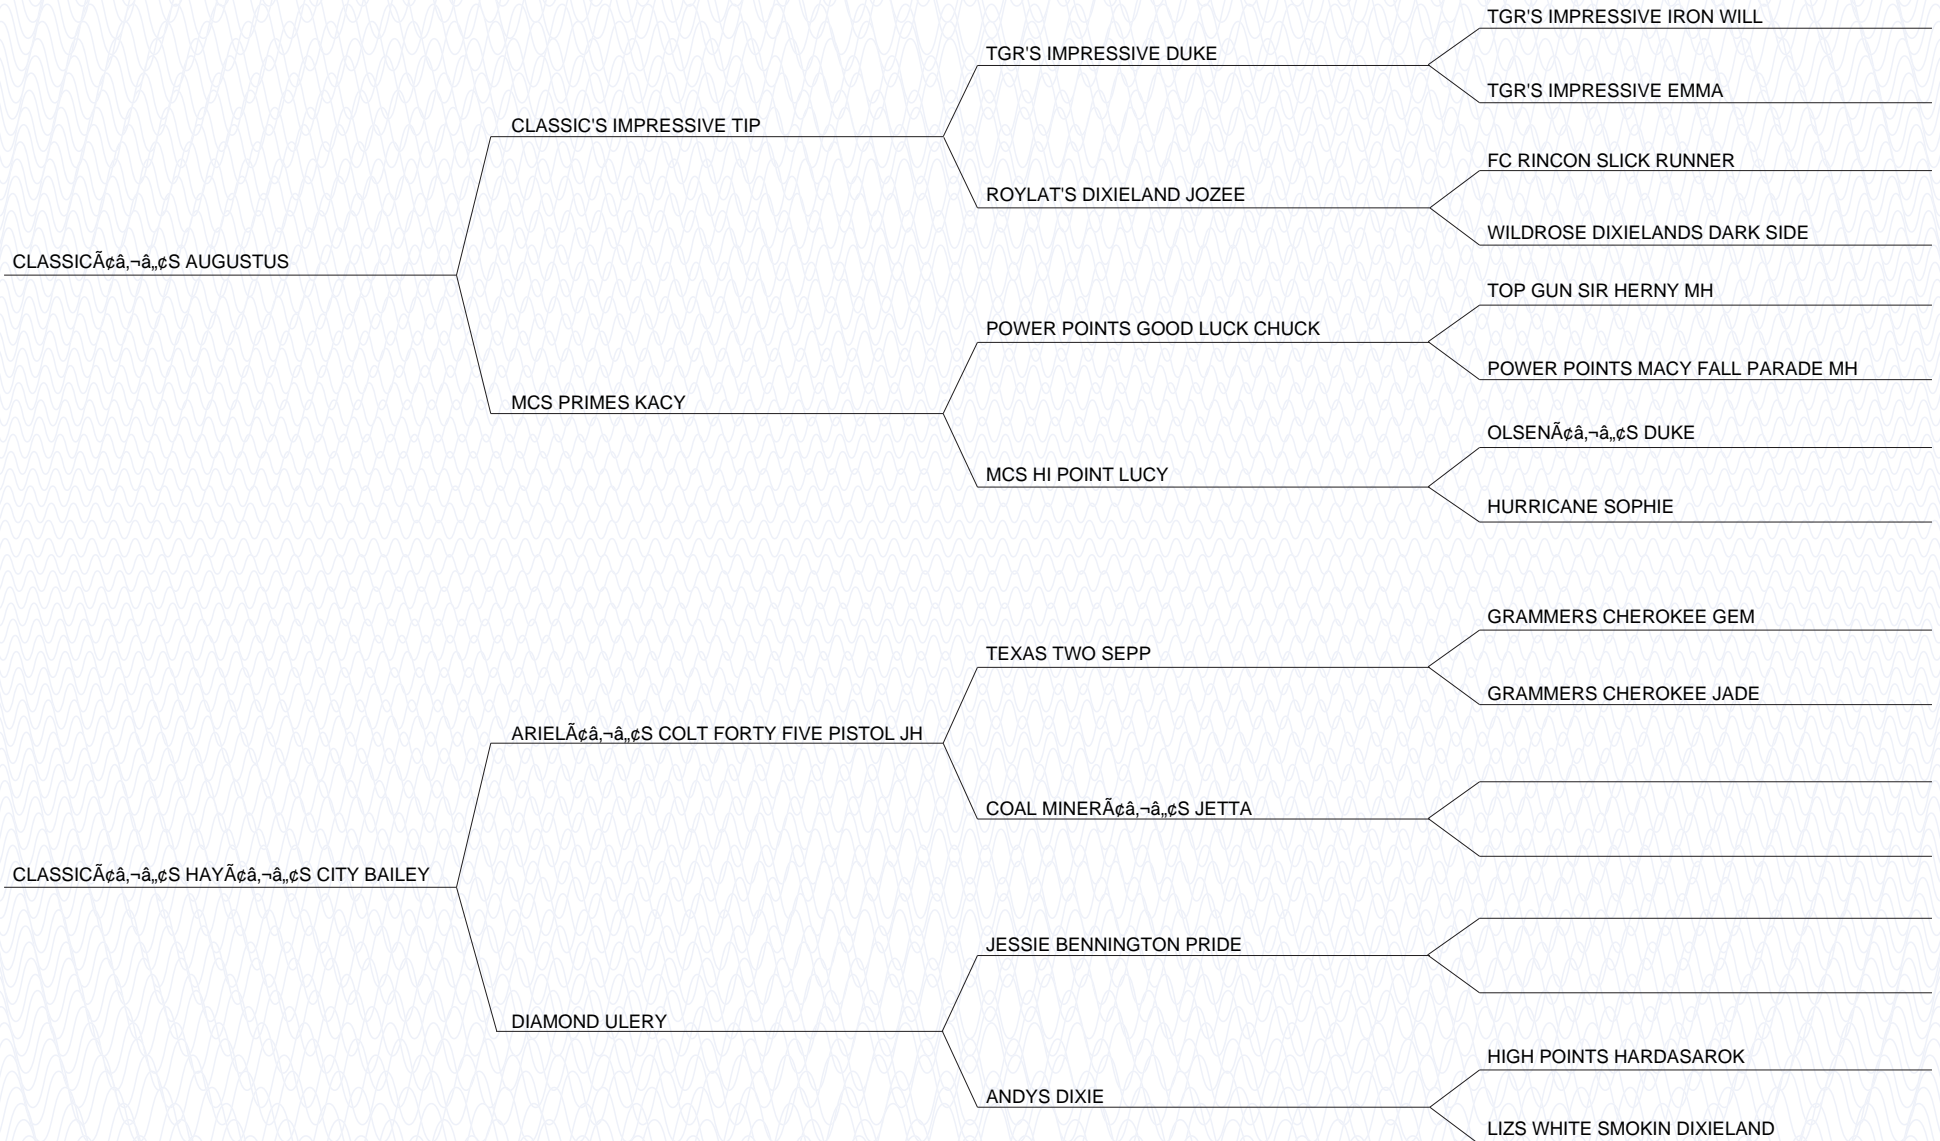 TGR'S IMPRESSIVE IRON WILL
TGR'S IMPRESSIVE DUKE
TGR'S IMPRESSIVE EMMA
CLASSIC'S IMPRESSIVE TIP
FC RINCON SLICK RUNNER
ROYLAT'S DIXIELAND JOZEE
WILDROSE DIXIELANDS DARK SIDE
CLASSICÃ¢â‚¬â„¢S AUGUSTUS
TOP GUN SIR HERNY MH
POWER POINTS GOOD LUCK CHUCK
POWER POINTS MACY FALL PARADE MH
MCS PRIMES KACY
OLSENÃ¢â‚¬â„¢S DUKE
MCS HI POINT LUCY
HURRICANE SOPHIE
GRAMMERS CHEROKEE GEM
TEXAS TWO SEPP
GRAMMERS CHEROKEE JADE
ARIELÃ¢â‚¬â„¢S COLT FORTY FIVE PISTOL JH
COAL MINERÃ¢â‚¬â„¢S JETTA
CLASSICÃ¢â‚¬â„¢S HAYÃ¢â‚¬â„¢S CITY BAILEY
JESSIE BENNINGTON PRIDE
DIAMOND ULERY
HIGH POINTS HARDASAROK
ANDYS DIXIE
LIZS WHITE SMOKIN DIXIELAND